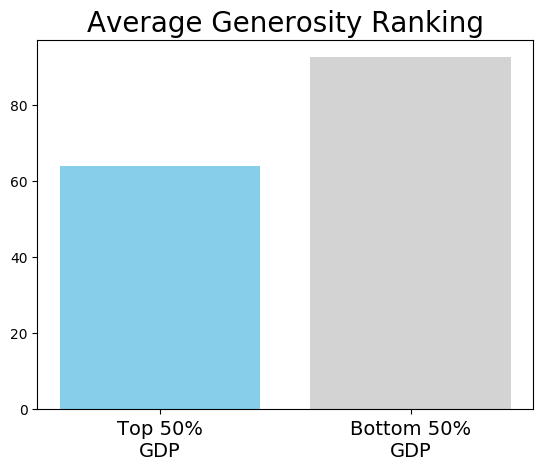 Average Generosity Ranking
80
60
40
20
0
Top 50%
GDP
Bottom 50%
GDP